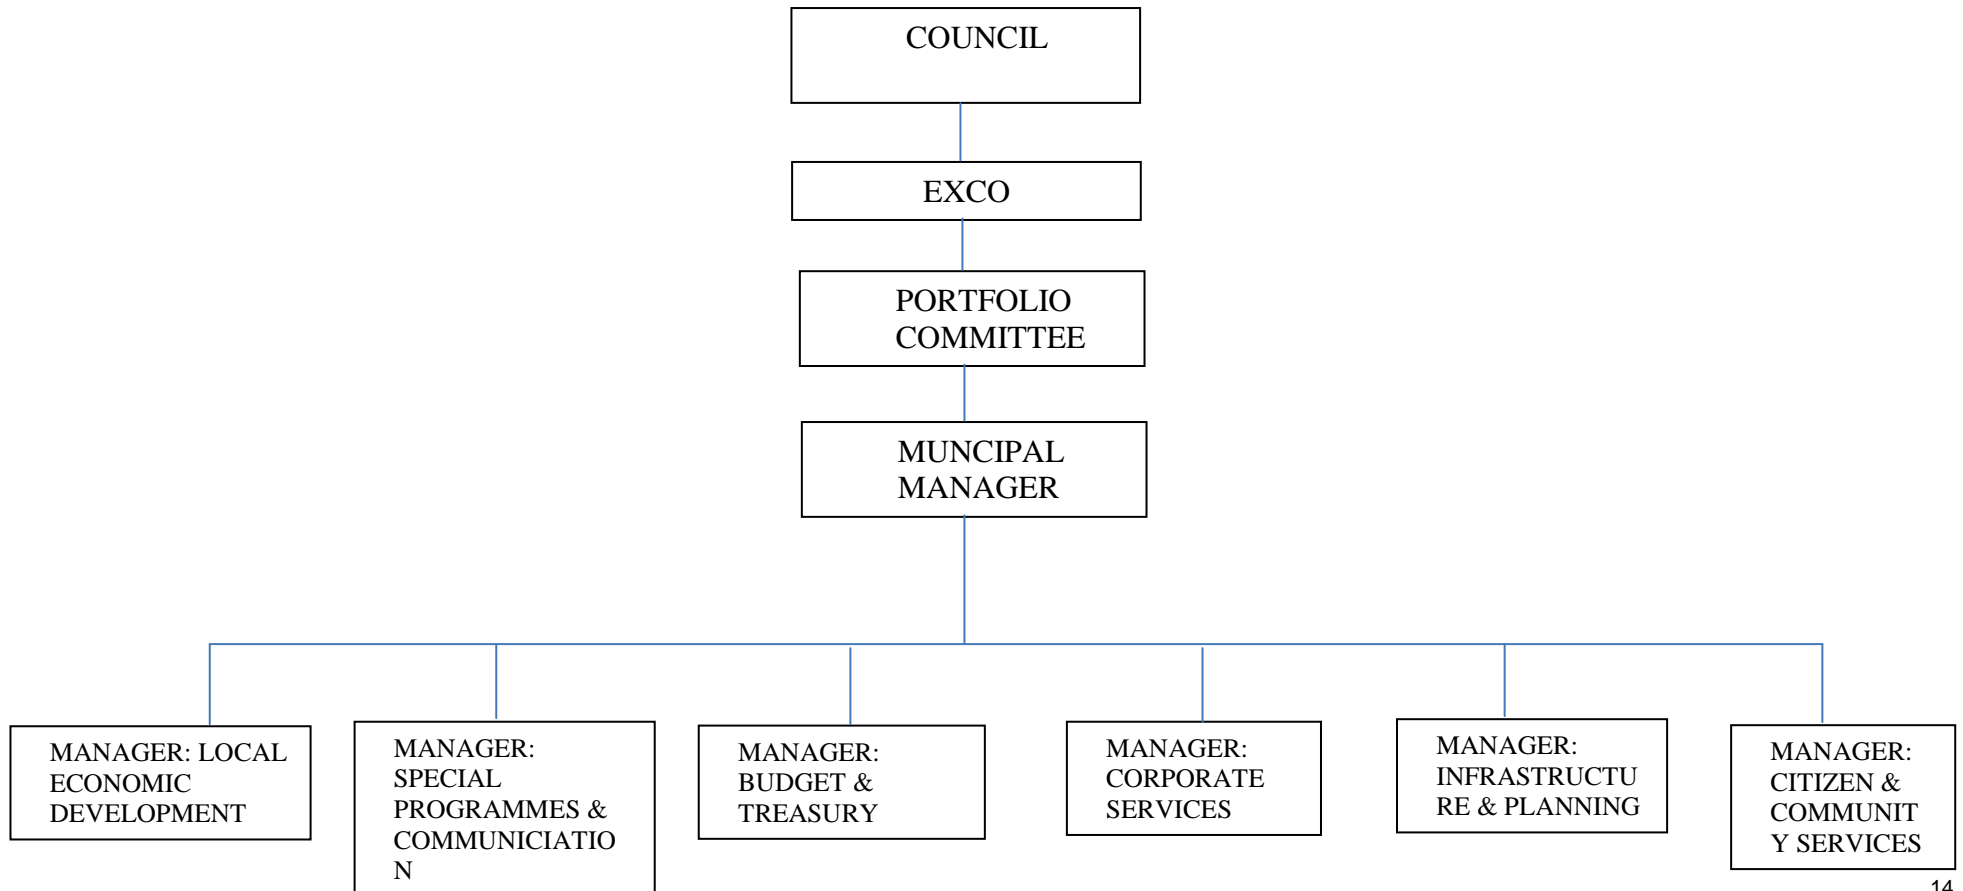 COUNCIL
EXCO
PORTFOLIO
COMMITTEE
MUNCIPAL
MANAGER
MANAGER: LOCAL
ECONOMIC
DEVELOPMENT
MANAGER:
SPECIAL
PROGRAMMES &
COMMUNICIATIO
N
MANAGER:
BUDGET &
TREASURY
MANAGER:
CORPORATE
SERVICES
MANAGER:
INFRASTRUCTU
RE & PLANNING
MANAGER:
CITIZEN &
COMMUNIT
Y SERVICES
14